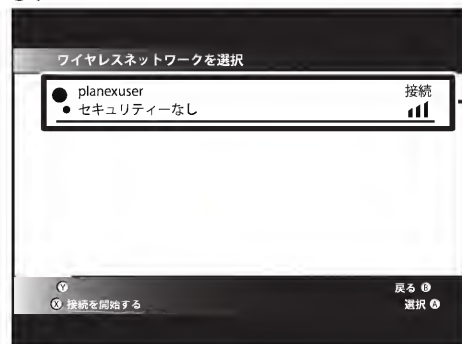 ワイヤレスネットワークを選択
planexuser 接続
セキュリティーなし
Ⓨ 戻る Ⓑ
Ⓧ 接続を開始する 選択 Ⓐ